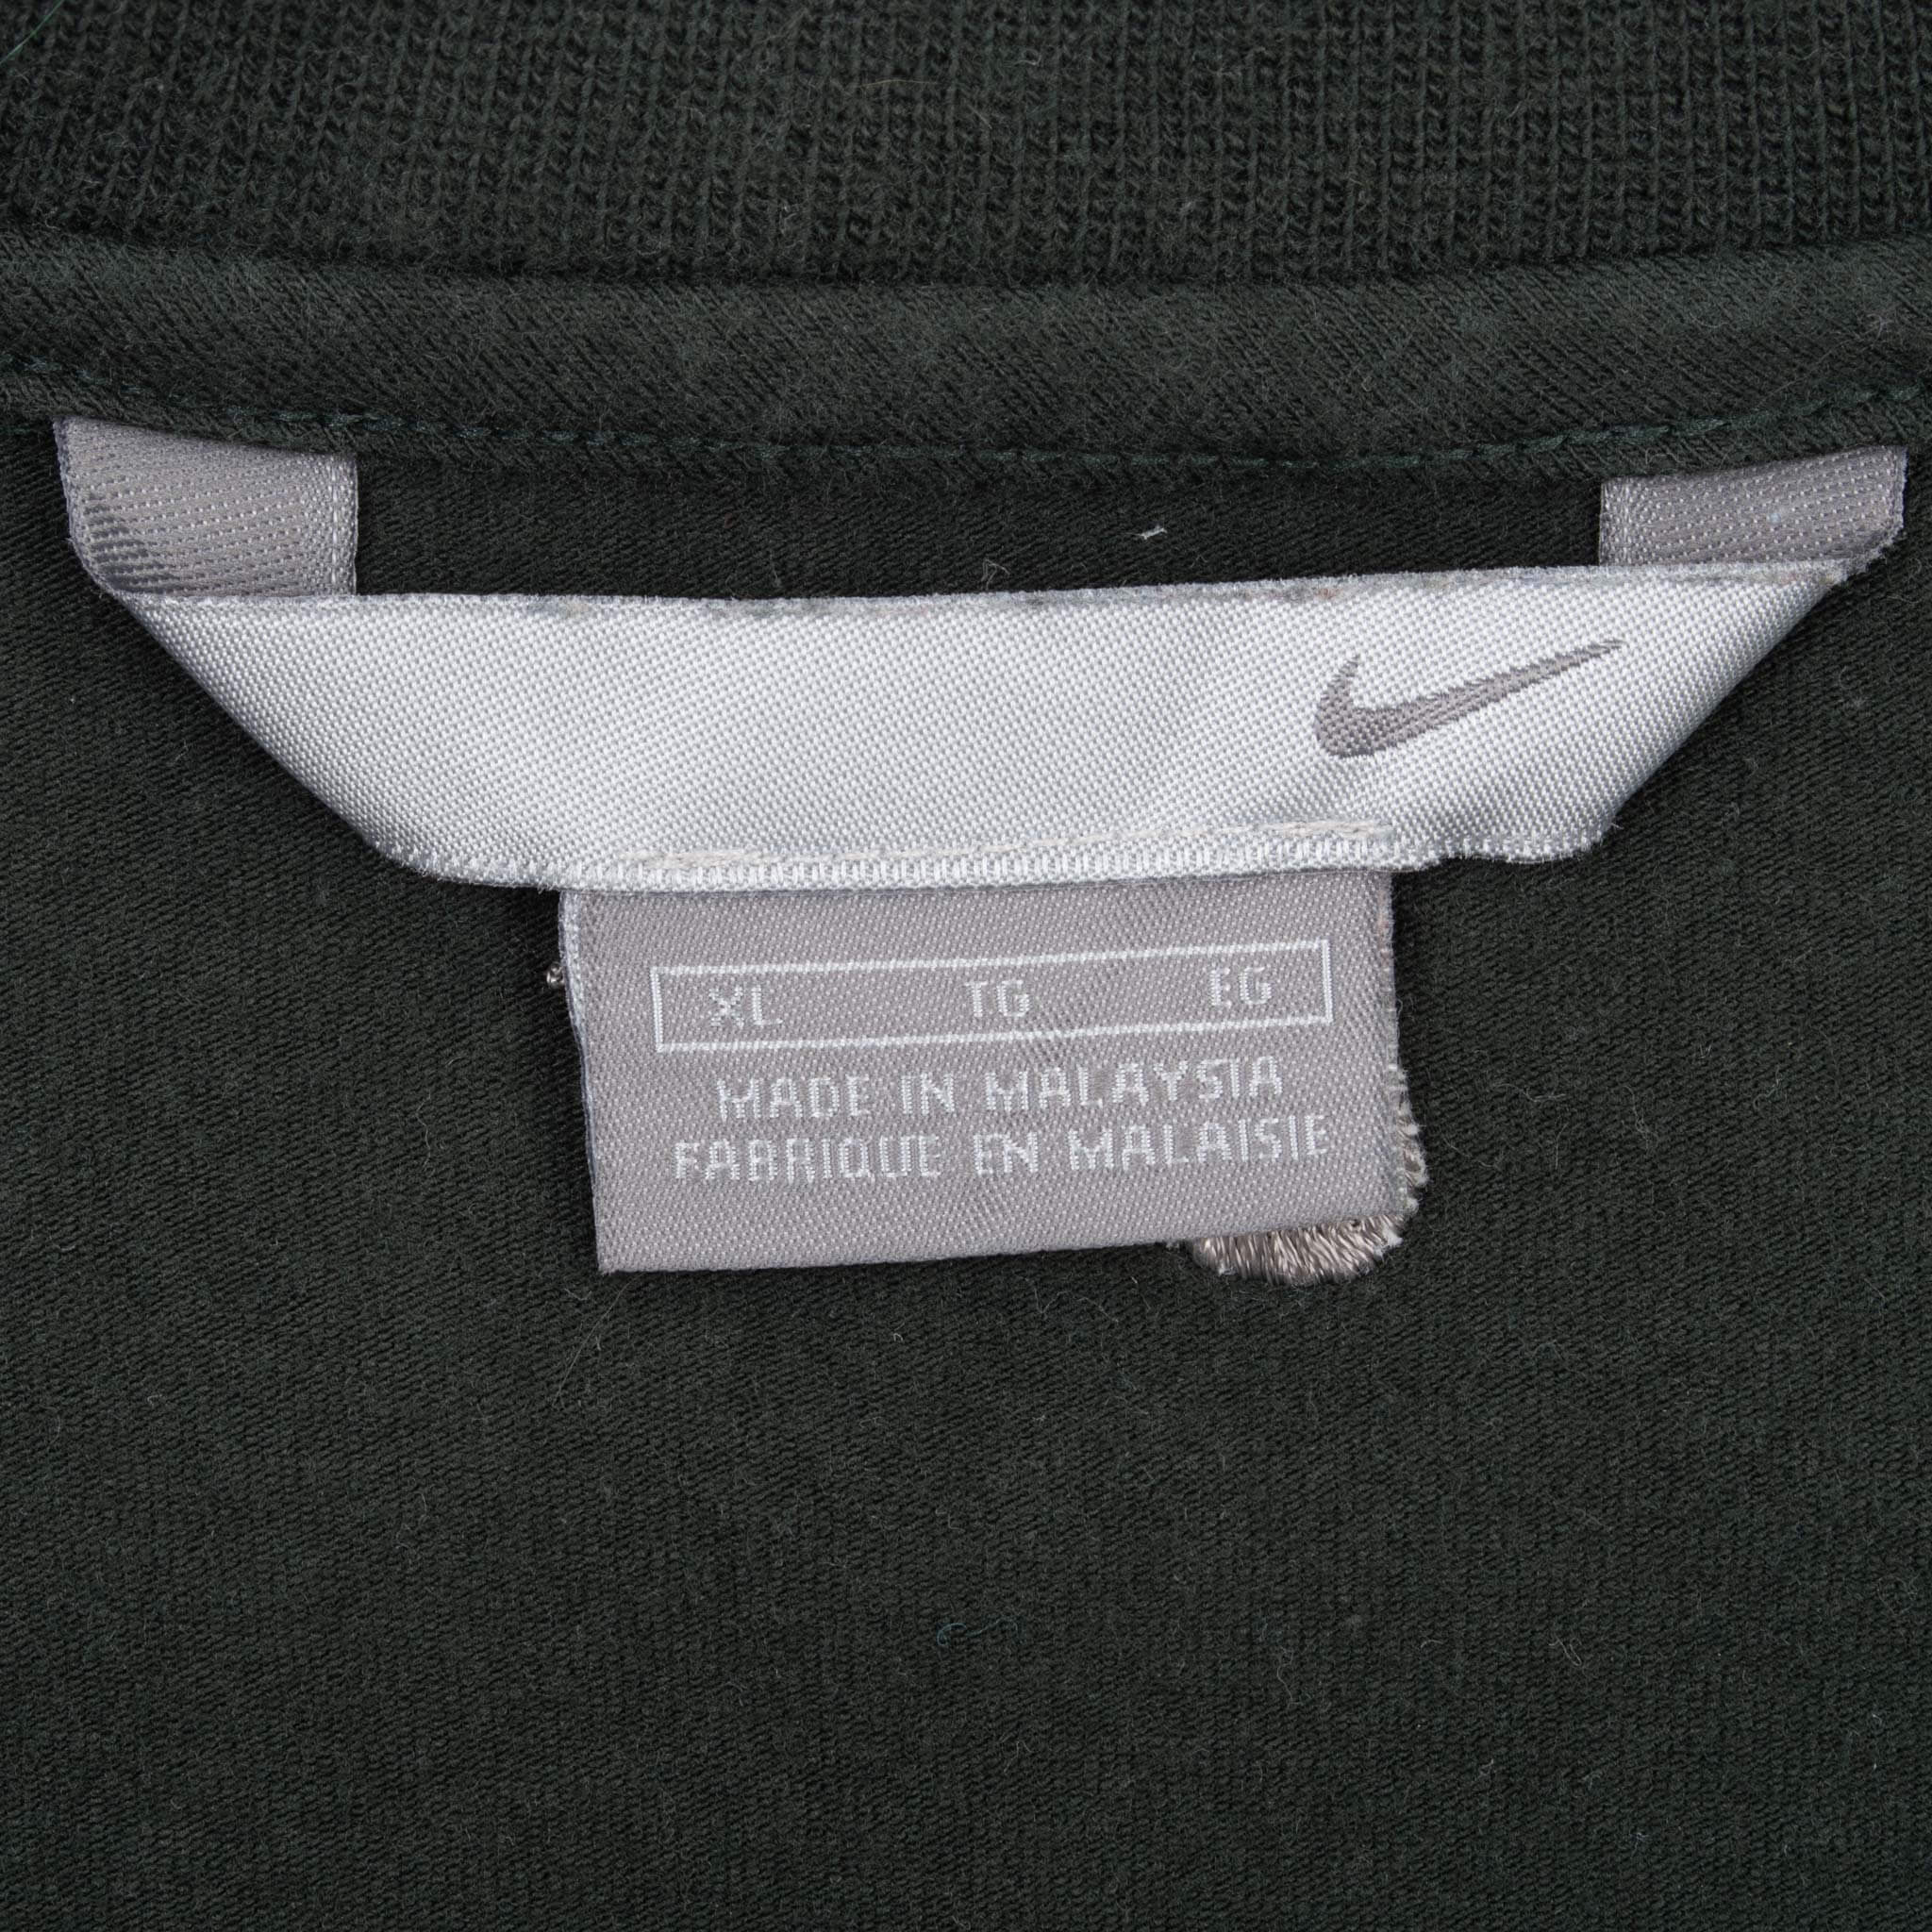 XL TG EG
MADE IN MALAYSIA
FABRIQUE EN MALAISIE